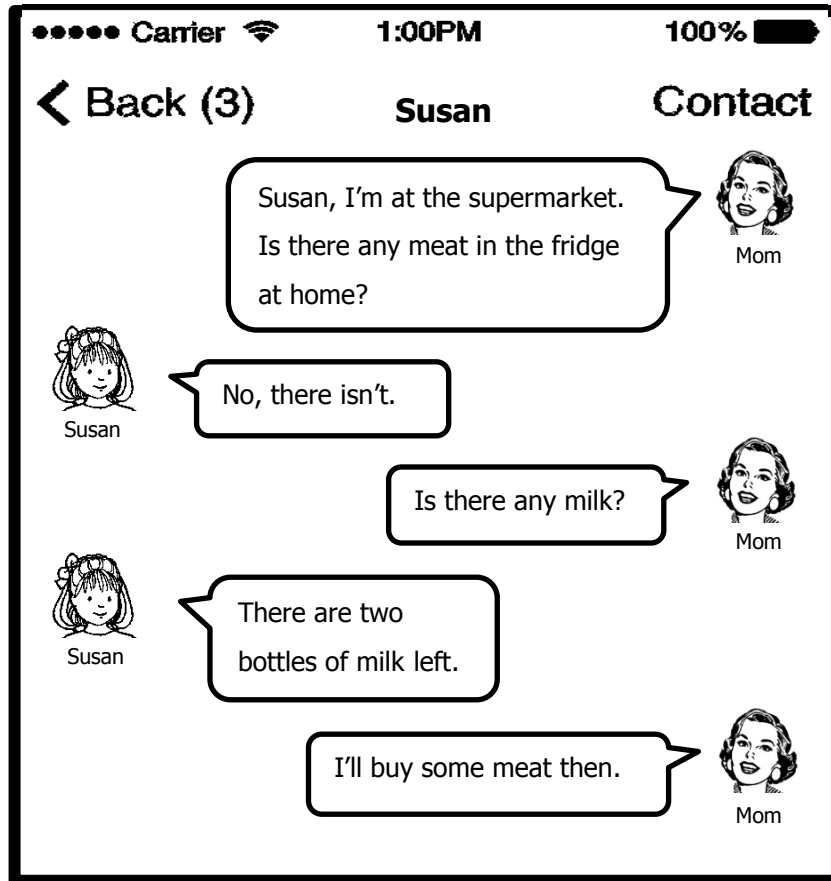 ●●●●● Carrier 1:00PM 100%
Back (3) Susan Contact
Susan, I'm at the supermarket.
Is there any meat in the fridge
at home?
Mom
No, there isn't.
Susan
Is there any milk?
Mom
There are two
bottles of milk left.
Susan
I'll buy some meat then.
Mom